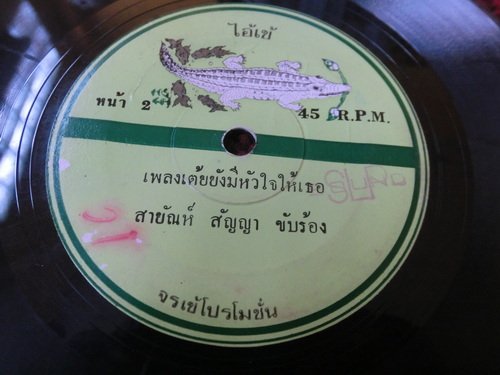 ไอ้เข้
หน้า 2 45 R.P.M.
เพลงเต้ยยังมีหัวใจให้เธอ
สายัณห์ สัญญา ขับร้อง
จรเข้โปรโมชั่น